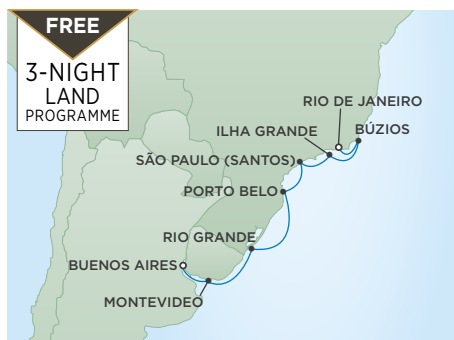 FREE
3-NIGHT
LAND
PROGRAMME
RIO DE JANEIRO
ILHA GRANDE
BÚZIOS
SÃO PAULO (SANTOS)
PORTO BELO
RIO GRANDE
BUENOS AIRES
MONTEVIDEO